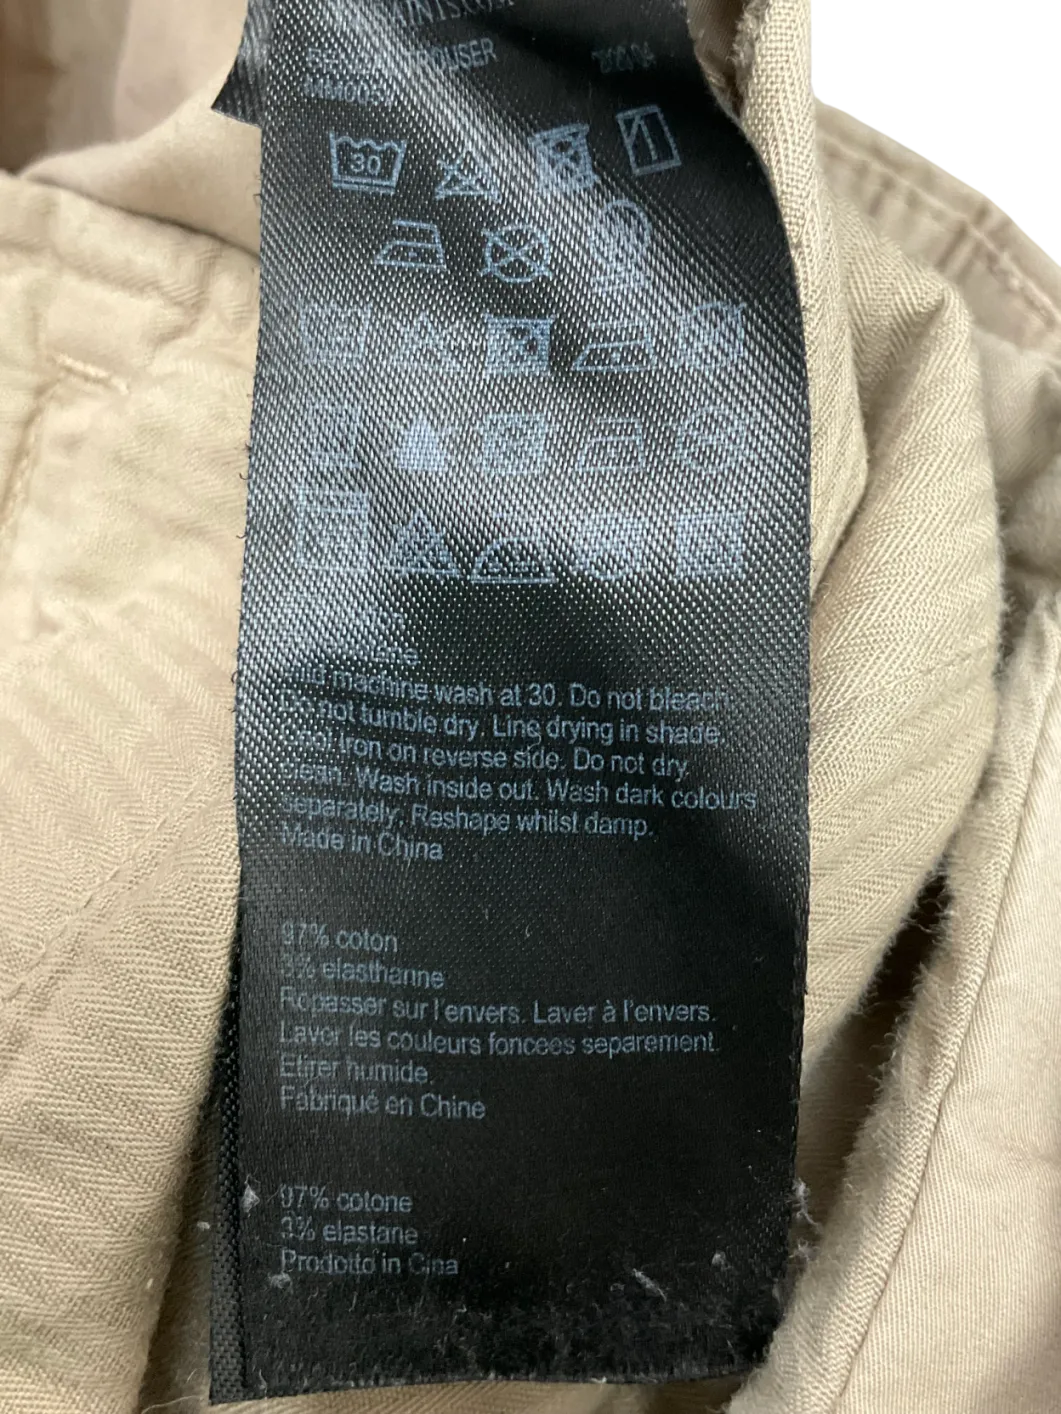 TROUSER
30
machine wash at 30. Do not bleach
Do not tumble dry. Line drying in shade.
Cool Iron on reverse side. Do not dry
clean. Wash inside out. Wash dark colours
separately. Reshape whilst damp.
Made in China
97% coton
3% elasthanne
Repasser sur l'envers. Laver à l'envers.
Laver les couleurs foncees separement.
Etirer humide.
Fabriqué en Chine
97% cotone
3% elastane
Prodotto in Cina